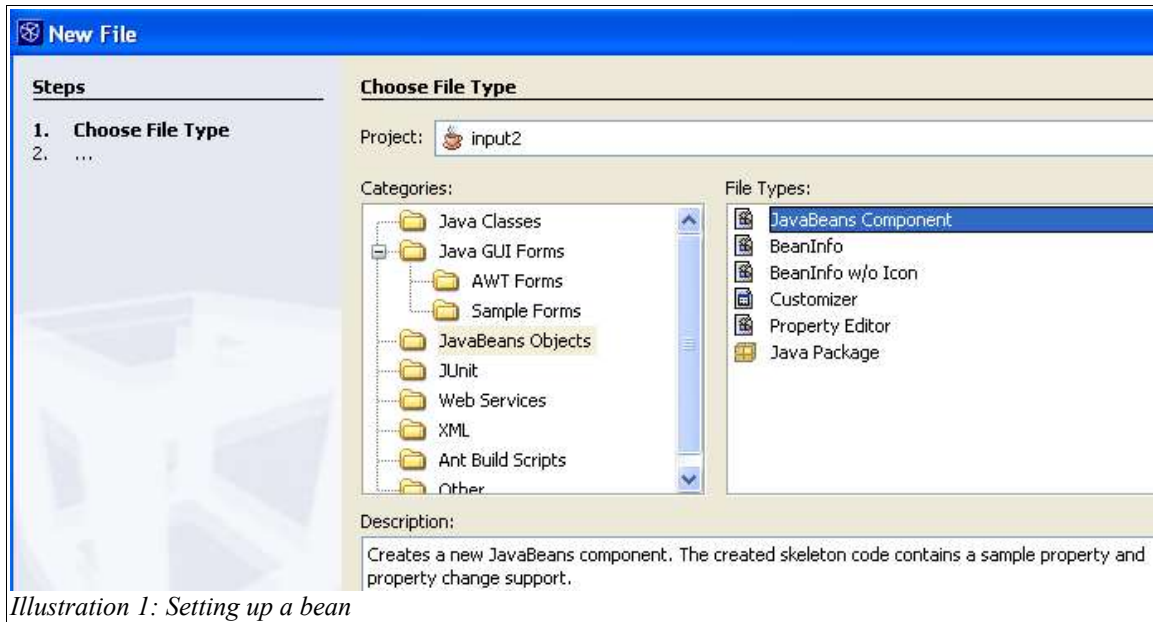 New File
Steps
1. Choose File Type
2. ...
Choose File Type
Project: input2
Categories:
Java Classes
Java GUI Forms
AWT Forms
Sample Forms
JavaBeans Objects
JUnit
Web Services
XML
Ant Build Scripts
Other
File Types:
JavaBeans Component
BeanInfo
BeanInfo w/o Icon
Customizer
Property Editor
Java Package
Description:
Creates a new JavaBeans component. The created skeleton code contains a sample property and
property change support.
Illustration 1: Setting up a bean